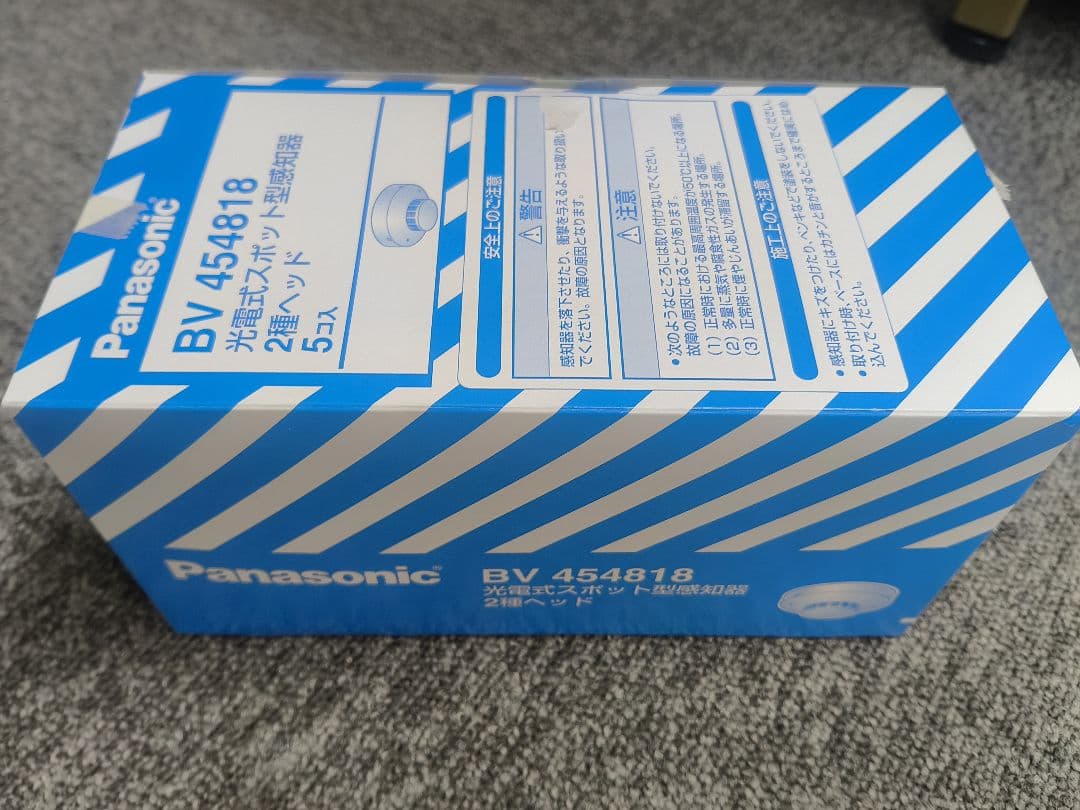 Panasonic
BV 454818
光電式スポット型感知器
2種ヘッド
5コ入
安全上のご注意
警告
感知器を落下させたり、衝撃を与えるような取り扱い
でください。故障の原因となります。
注意
•次のようなところには取り付けないでください。
故障の原因になることがあります。
(1) 正常時における最高周囲温度が50℃以上になる場所。
(2) 多量に蒸気や腐食性ガスの発生する場所。
(3) 正常時じ煙やじんあいが滞留する場所。
施工上のご注意
•感知器にキズをつけたり、ペンキなどで塗装をしないでください。
•取り付け時、ベースにはカチンと音がするところまで確実にはめ
込んでください。
Panasonic®
BV 454818
光電式スポット型感知器
2種ヘッド